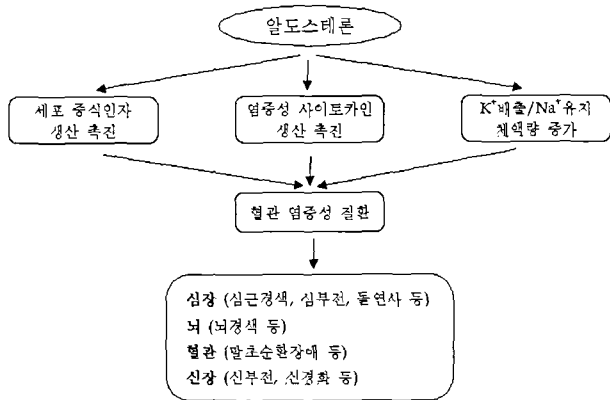 알도스테론
세포 증식인자
생산 촉진
염증성 사이토카인
생산 촉진
K⁺배출/Na⁺유지
체액량 증가
혈관 염증성 질환
심장 (심근경색, 심부전, 돌연사 등)
뇌 (뇌경색 등)
혈관 (말초순환장애 등)
신장 (신부전, 신경화 등)